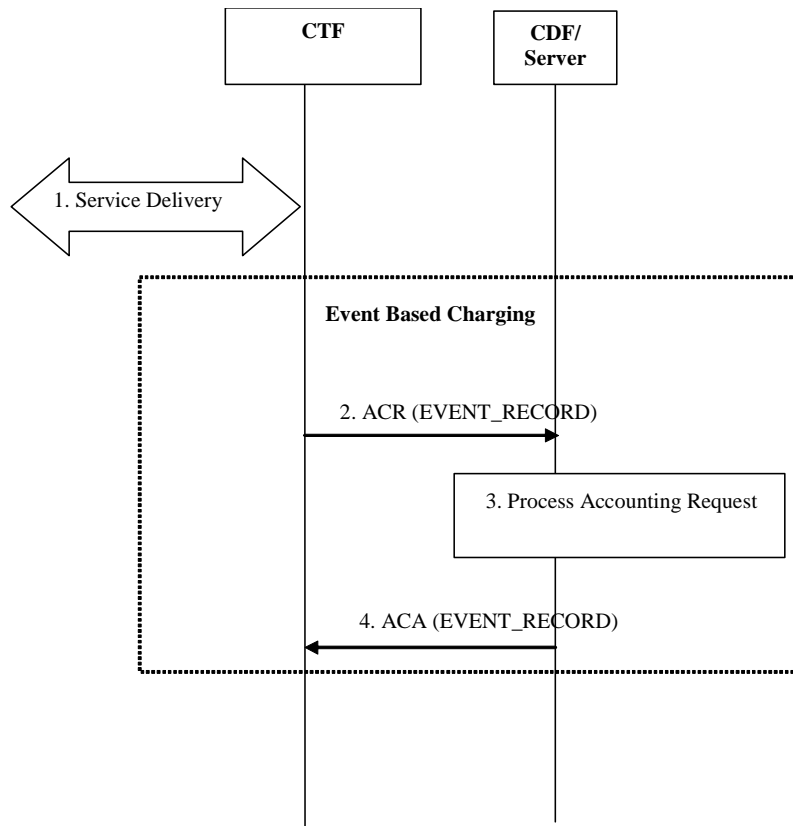 CTF
CDF/
Server
1. Service Delivery
Event Based Charging
2. ACR (EVENT_RECORD)
3. Process Accounting Request
4. ACA (EVENT_RECORD)